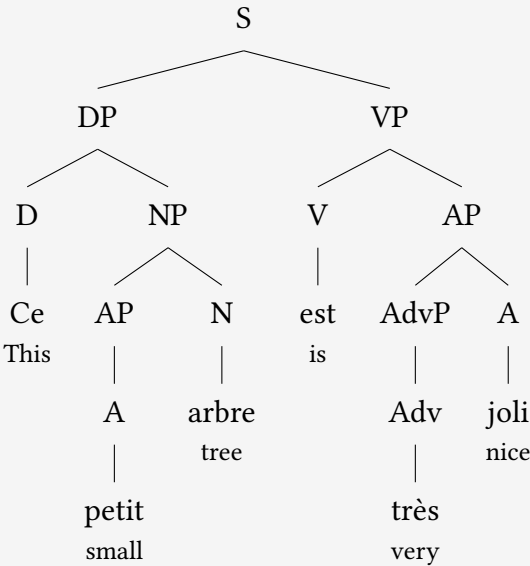 S
DP VP
D NP V AP
Ce AP N est AdvP A
This is
A arbre Adv joli
tree nice
petit très
small very